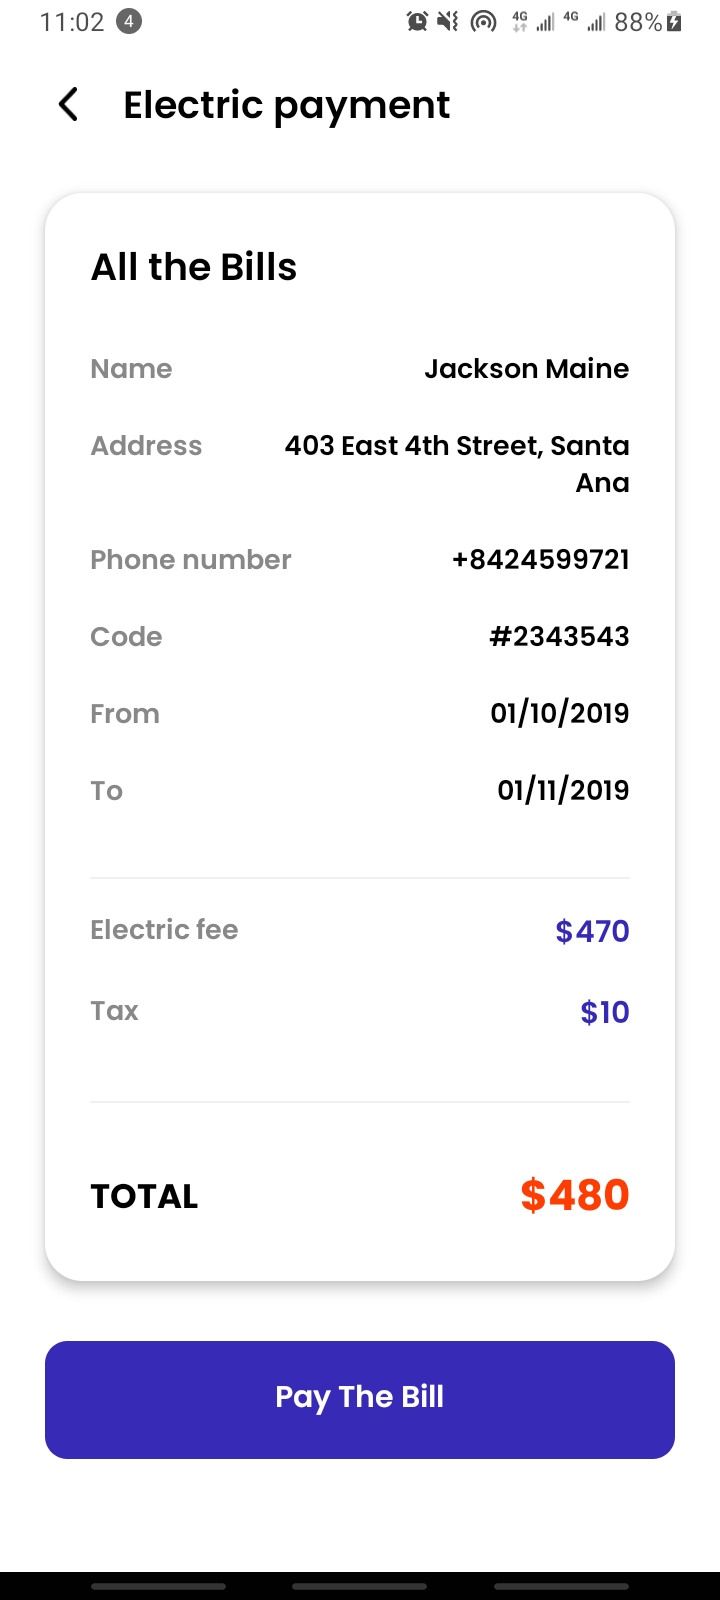 11:02 4 4G 4G 88%
Electric payment
All the Bills
Name Jackson Maine
Address 403 East 4th Street, Santa
Ana
Phone number +8424599721
Code #2343543
From 01/10/2019
To 01/11/2019
Electric fee $470
Tax $10
TOTAL $480
Pay The Bill